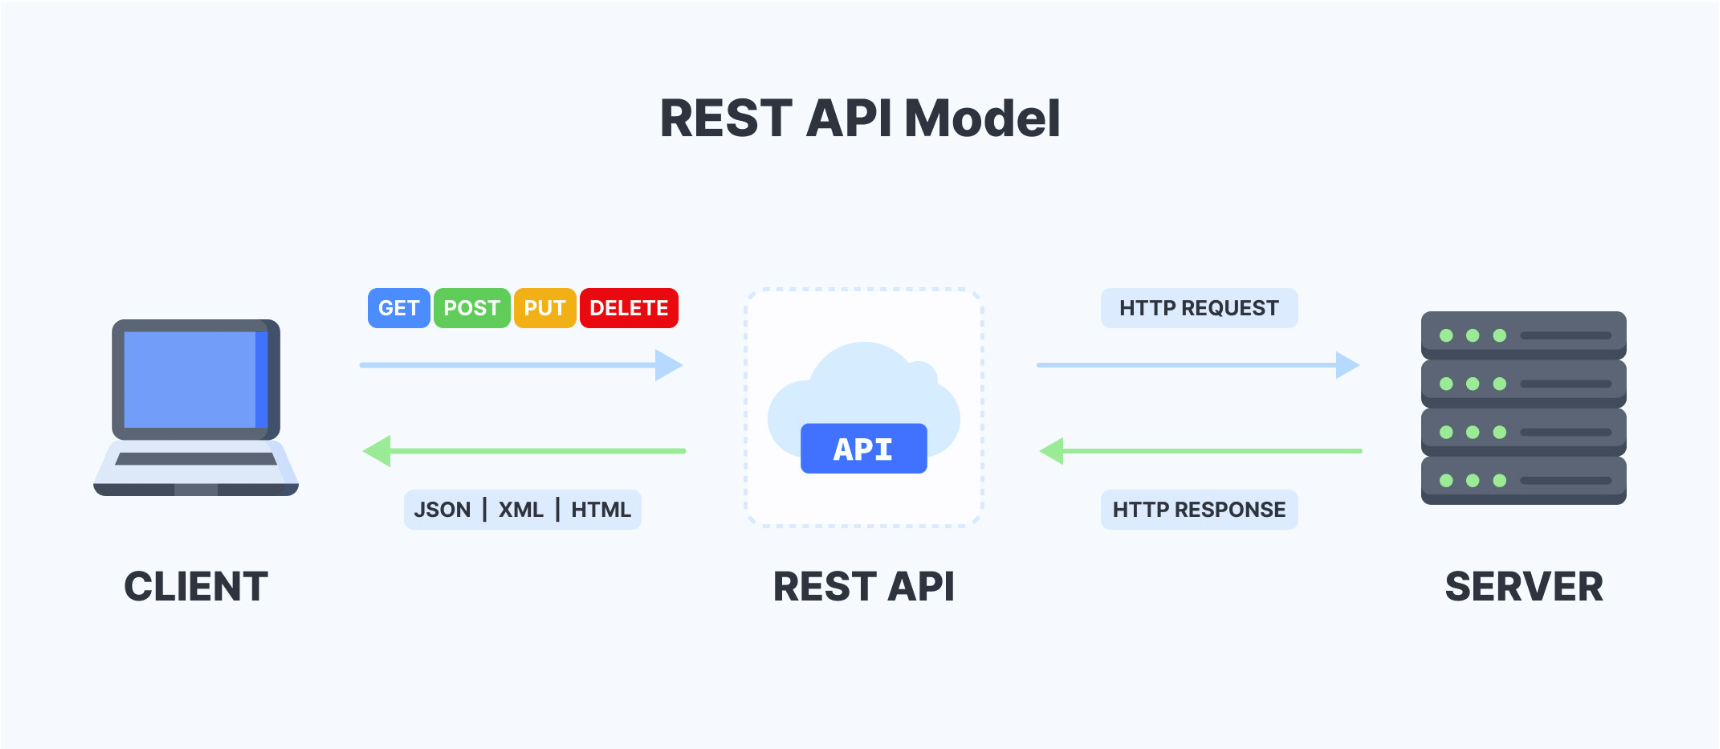 REST API Model
GET POST PUT DELETE
HTTP REQUEST
API
JSON | XML | HTML
HTTP RESPONSE
CLIENT
REST API
SERVER